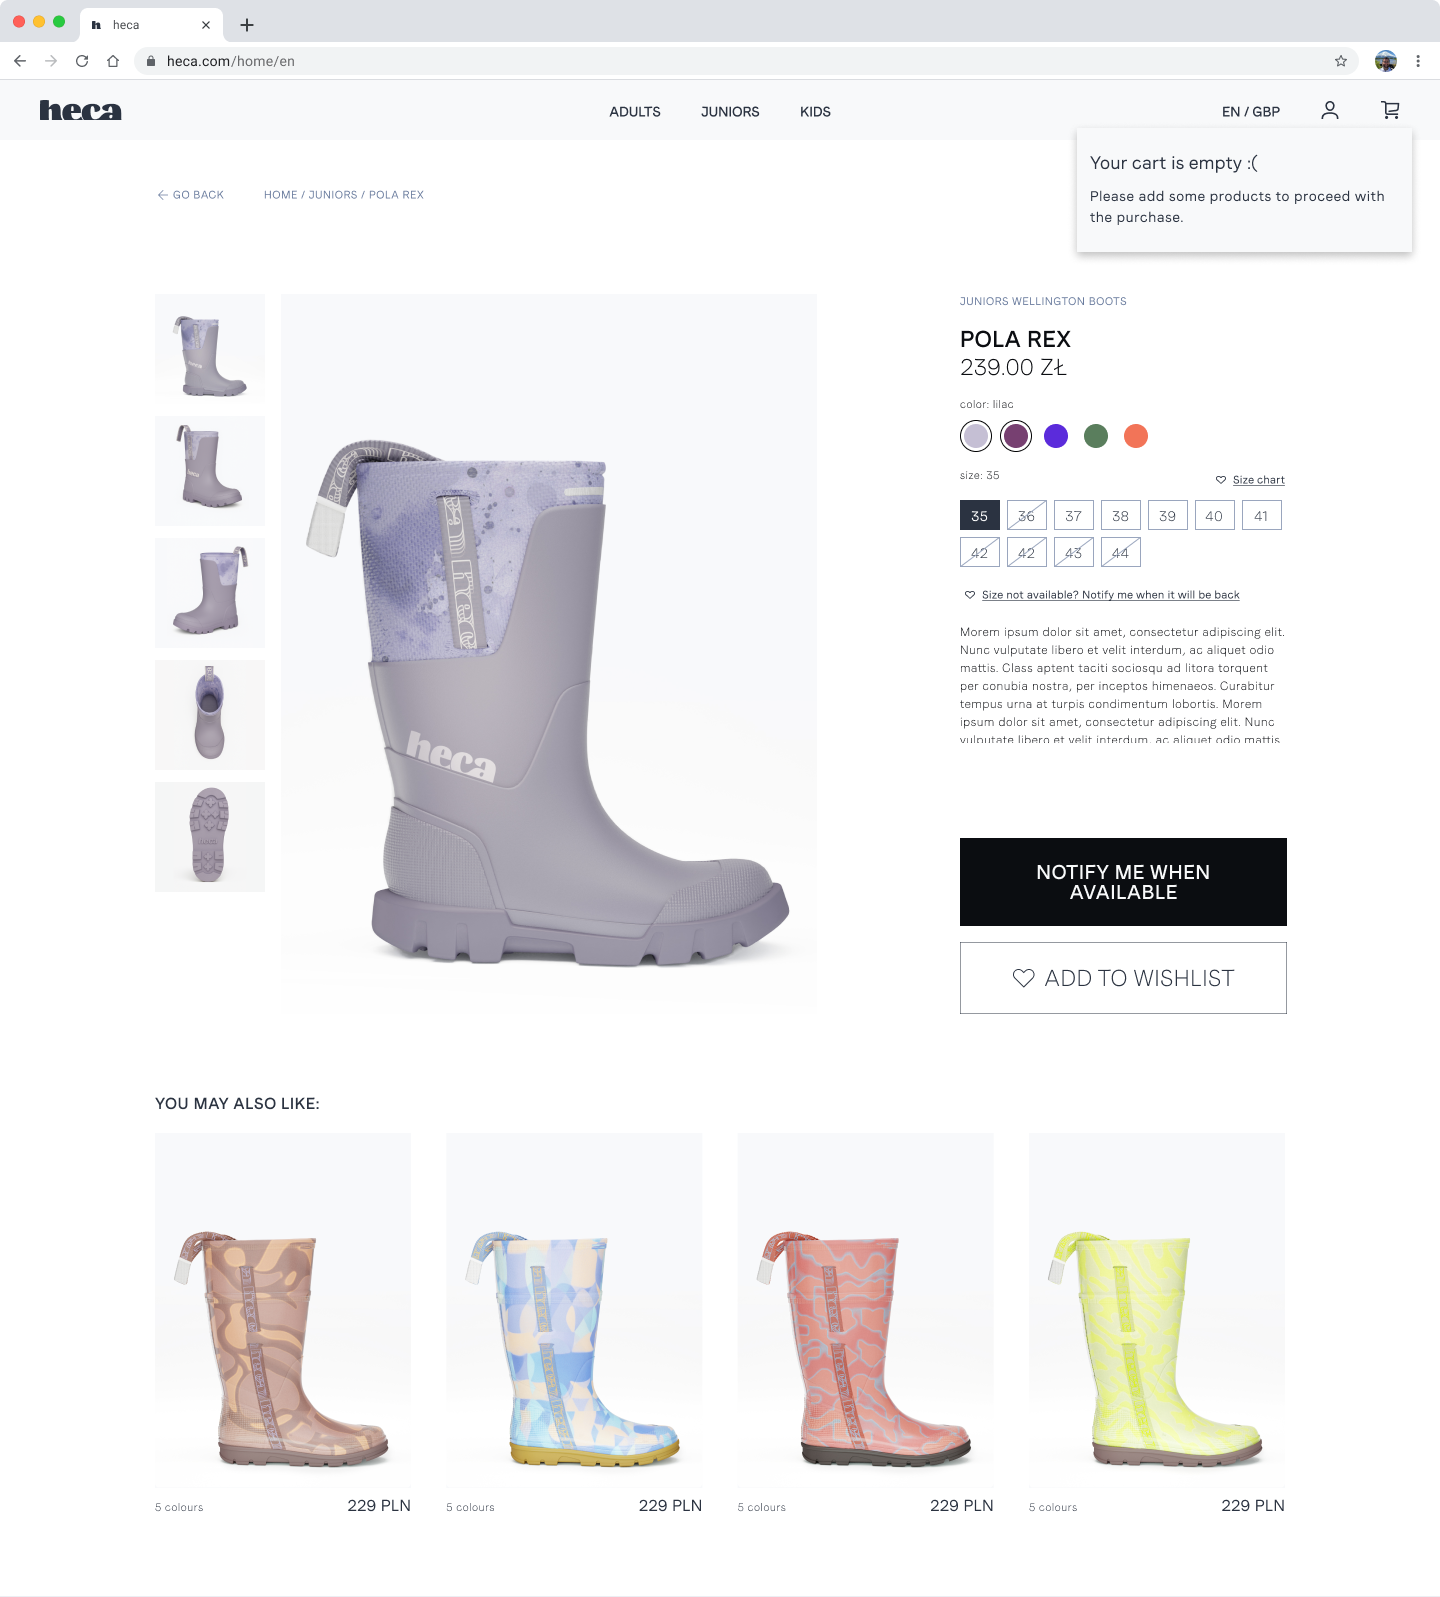 heca
heca.com/home/en
heca
ADULTS
JUNIORS
KIDS
EN / GBP
Your cart is empty :(
Please add some products to proceed with
the purchase.
GO BACK
HOME / JUNIORS / POLA REX
JUNIORS WELLINGTON BOOTS
POLA REX
239.00 ZŁ
color: lilac
size: 35
Size chart
35 36 37 38 39 40 41
42 42 43 44
Size not available? Notify me when it will be back
Morem ipsum dolor sit amet, consectetur adipiscing elit.
Nunc vulputate libero et velit interdum, ac aliquet odio
mattis. Class aptent taciti sociosqu ad litora torquent
per conubia nostra, per inceptos himenaeos. Curabitur
tempus urna at turpis condimentum lobortis. Morem
ipsum dolor sit amet, consectetur adipiscing elit. Nunc
vulputate libero et velit interdum, ac aliquet odio mattis.
heca
NOTIFY ME WHEN
AVAILABLE
ADD TO WISHLIST
YOU MAY ALSO LIKE:
5 colours
229 PLN
5 colours
229 PLN
5 colours
229 PLN
5 colours
229 PLN